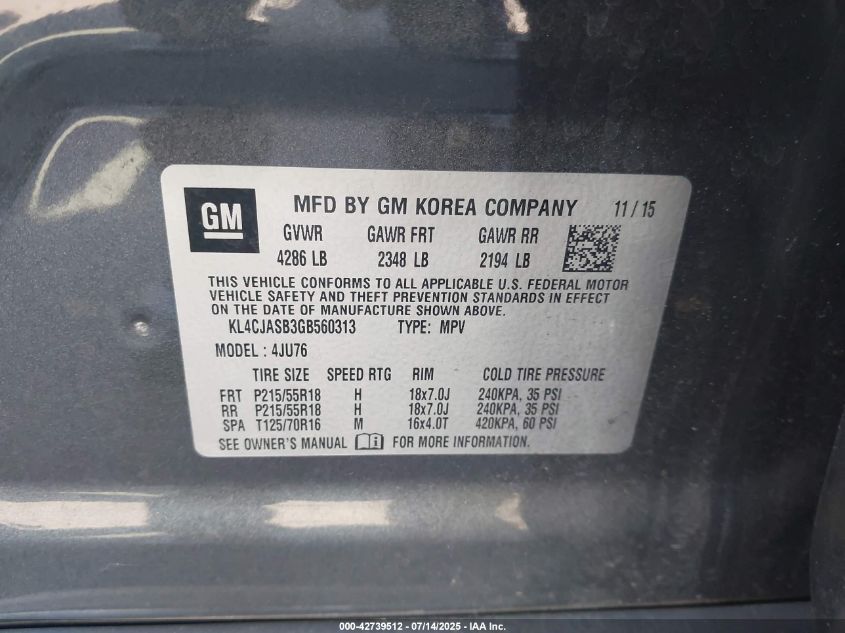 GM MFD BY GM KOREA COMPANY 11 / 15
GVWR GAWR FRT GAWR RR
4286 LB 2348 LB 2194 LB
THIS VEHICLE CONFORMS TO ALL APPLICABLE U.S. FEDERAL MOTOR
VEHICLE SAFETY AND THEFT PREVENTION STANDARDS IN EFFECT
ON THE DATE OF MANUFACTURE SHOWN ABOVE.
KL4CJASB3GB560313 TYPE: MPV
MODEL : 4JU76
TIRE SIZE SPEED RTG RIM COLD TIRE PRESSURE
FRT P215/55R18 H 18x7.0J 240KPA, 35 PSI
RR P215/55R18 H 18x7.0J 240KPA, 35 PSI
SPA T125/70R16 M 16x4.0T 420KPA, 60 PSI
SEE OWNER'S MANUAL FOR MORE INFORMATION.
000-42739512 - 07/14/2025 - IAA Inc.